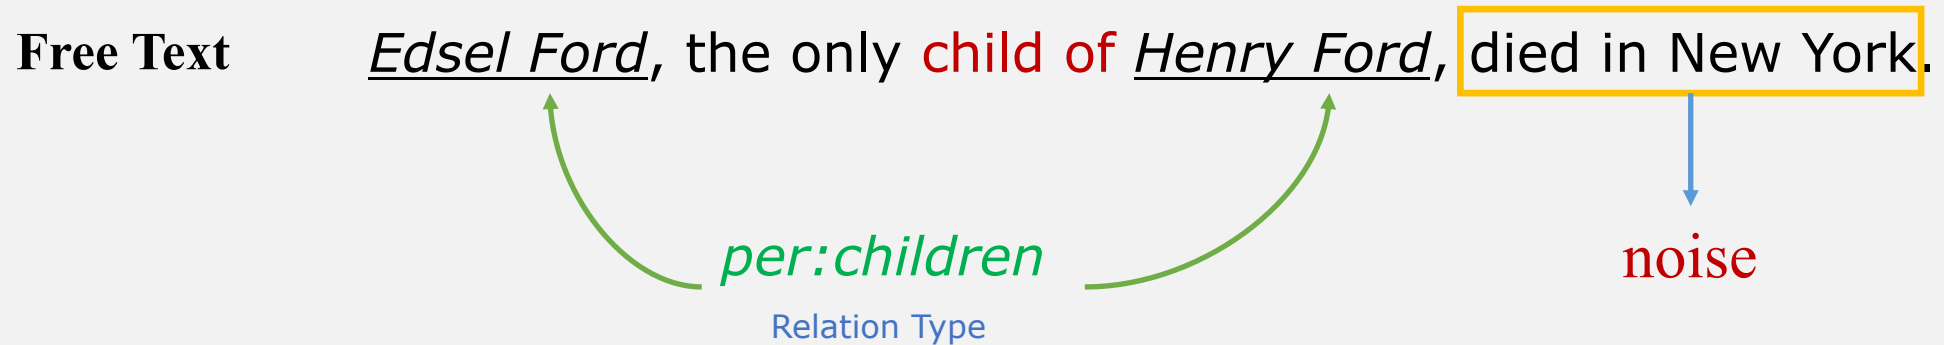 Free Text Edsel Ford, the only child of Henry Ford, died in New York.
per:children noise
Relation Type